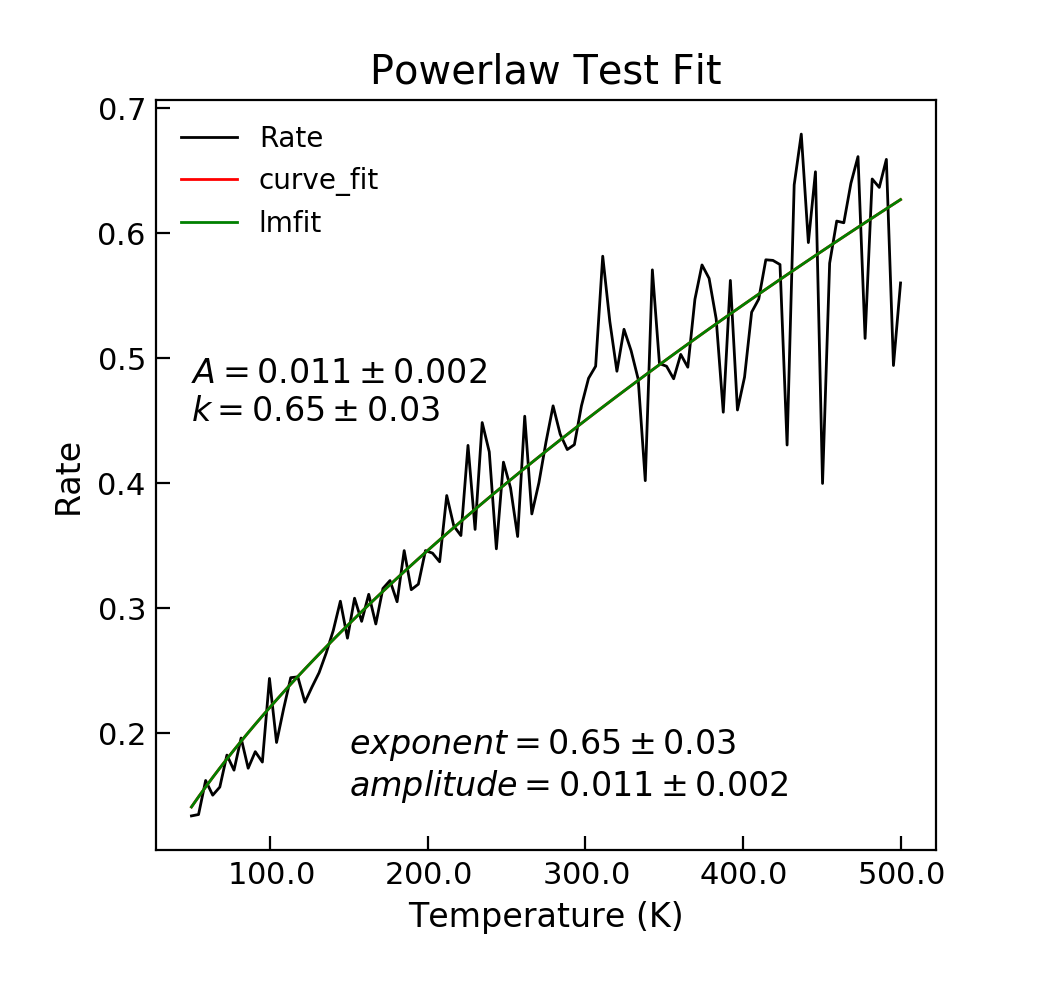 Powerlaw Test Fit
0.7
0.6
0.5
0.4
0.3
0.2
Rate
Rate
curve_fit
lmfit
A = 0.011 ± 0.002
k = 0.65 ± 0.03
exponent = 0.65 ± 0.03
amplitude = 0.011 ± 0.002
100.0 200.0 300.0 400.0 500.0
Temperature (K)